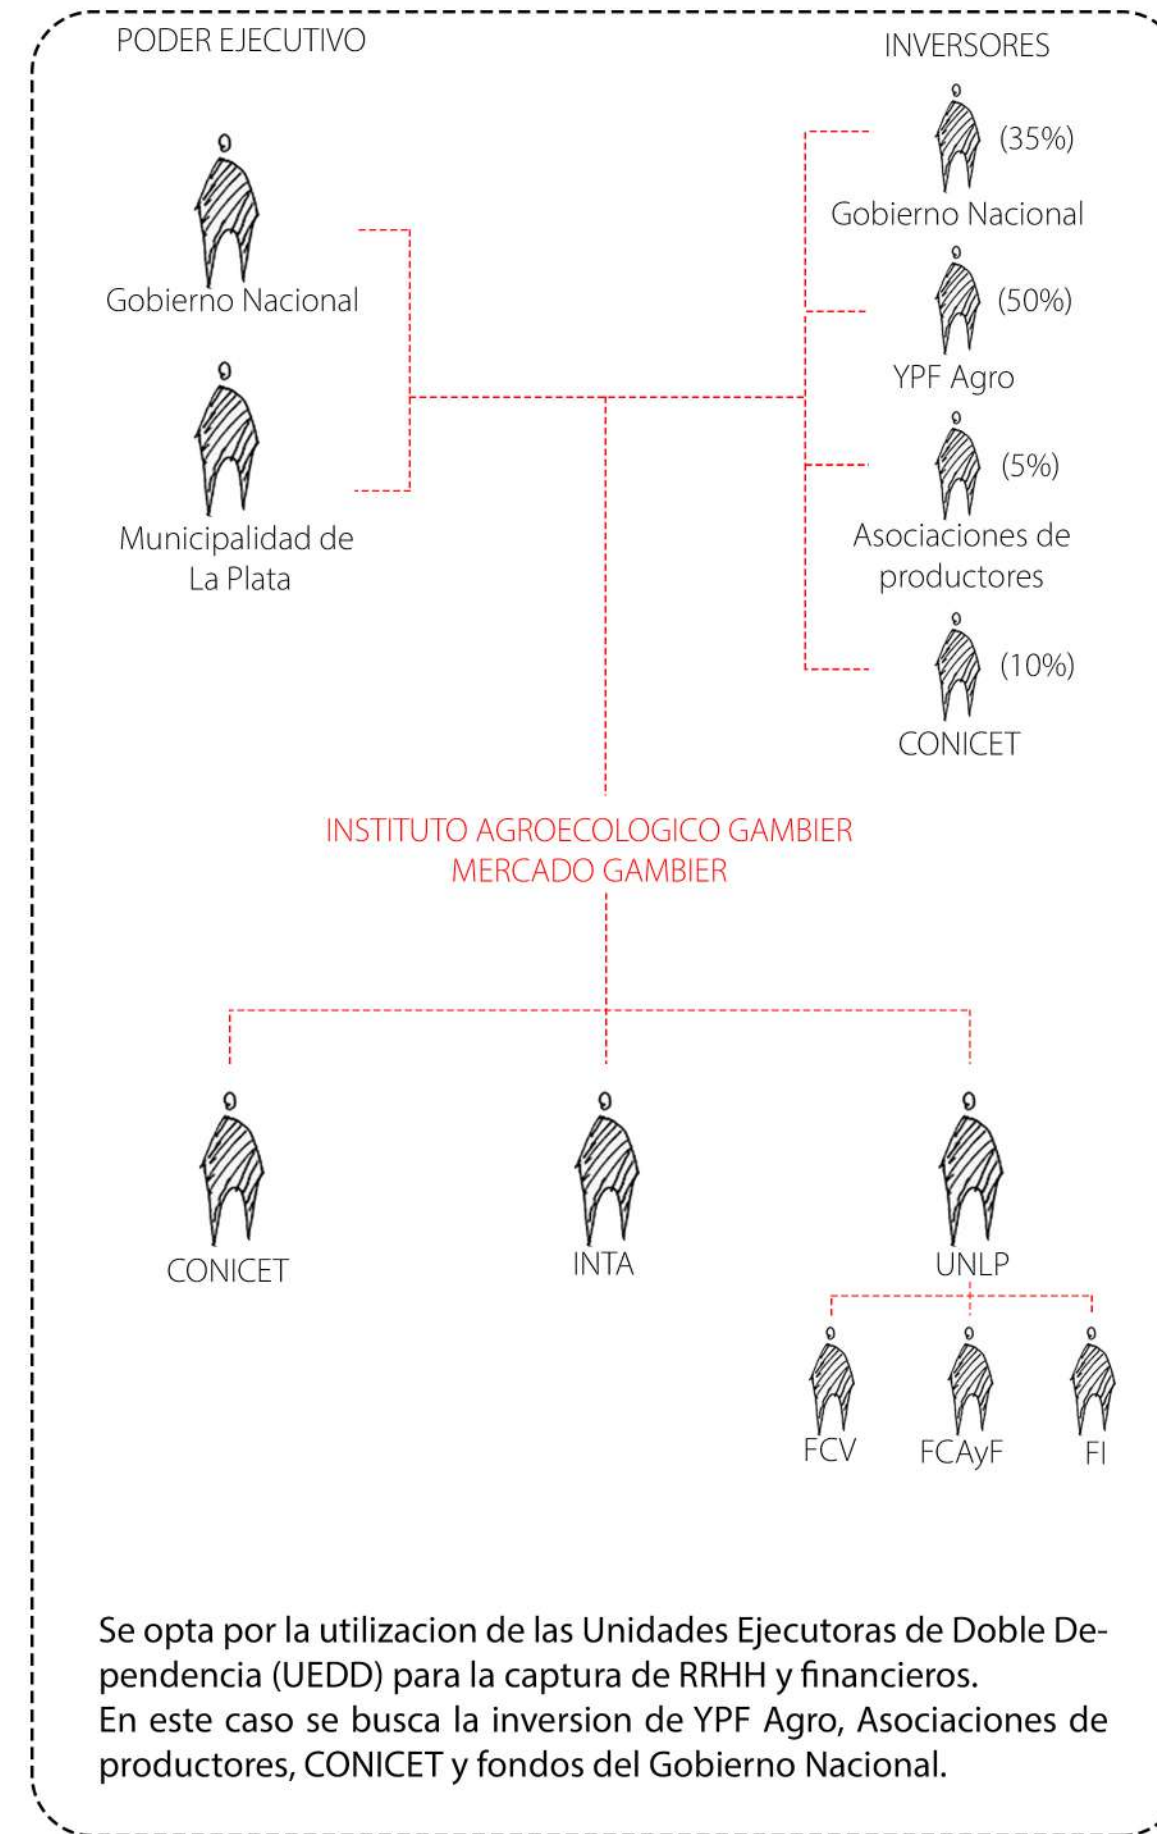 PODER EJECUTIVO
Gobierno Nacional
Municipalidad de
La Plata
INVERSORES
(35%)
Gobierno Nacional
(50%)
YPF Agro
(5%)
Asociaciones de
productores
(10%)
CONICET
INSTITUTO AGROECOLOGICO GAMBIER
MERCADO GAMBIER
CONICET
INTA
UNLP
FCV
FCAyF
FI
Se opta por la utilizacion de las Unidades Ejecutoras de Doble De-
pendencia (UEDD) para la captura de RRHH y financieros.
En este caso se busca la inversion de YPF Agro, Asociaciones de
productores, CONICET y fondos del Gobierno Nacional.